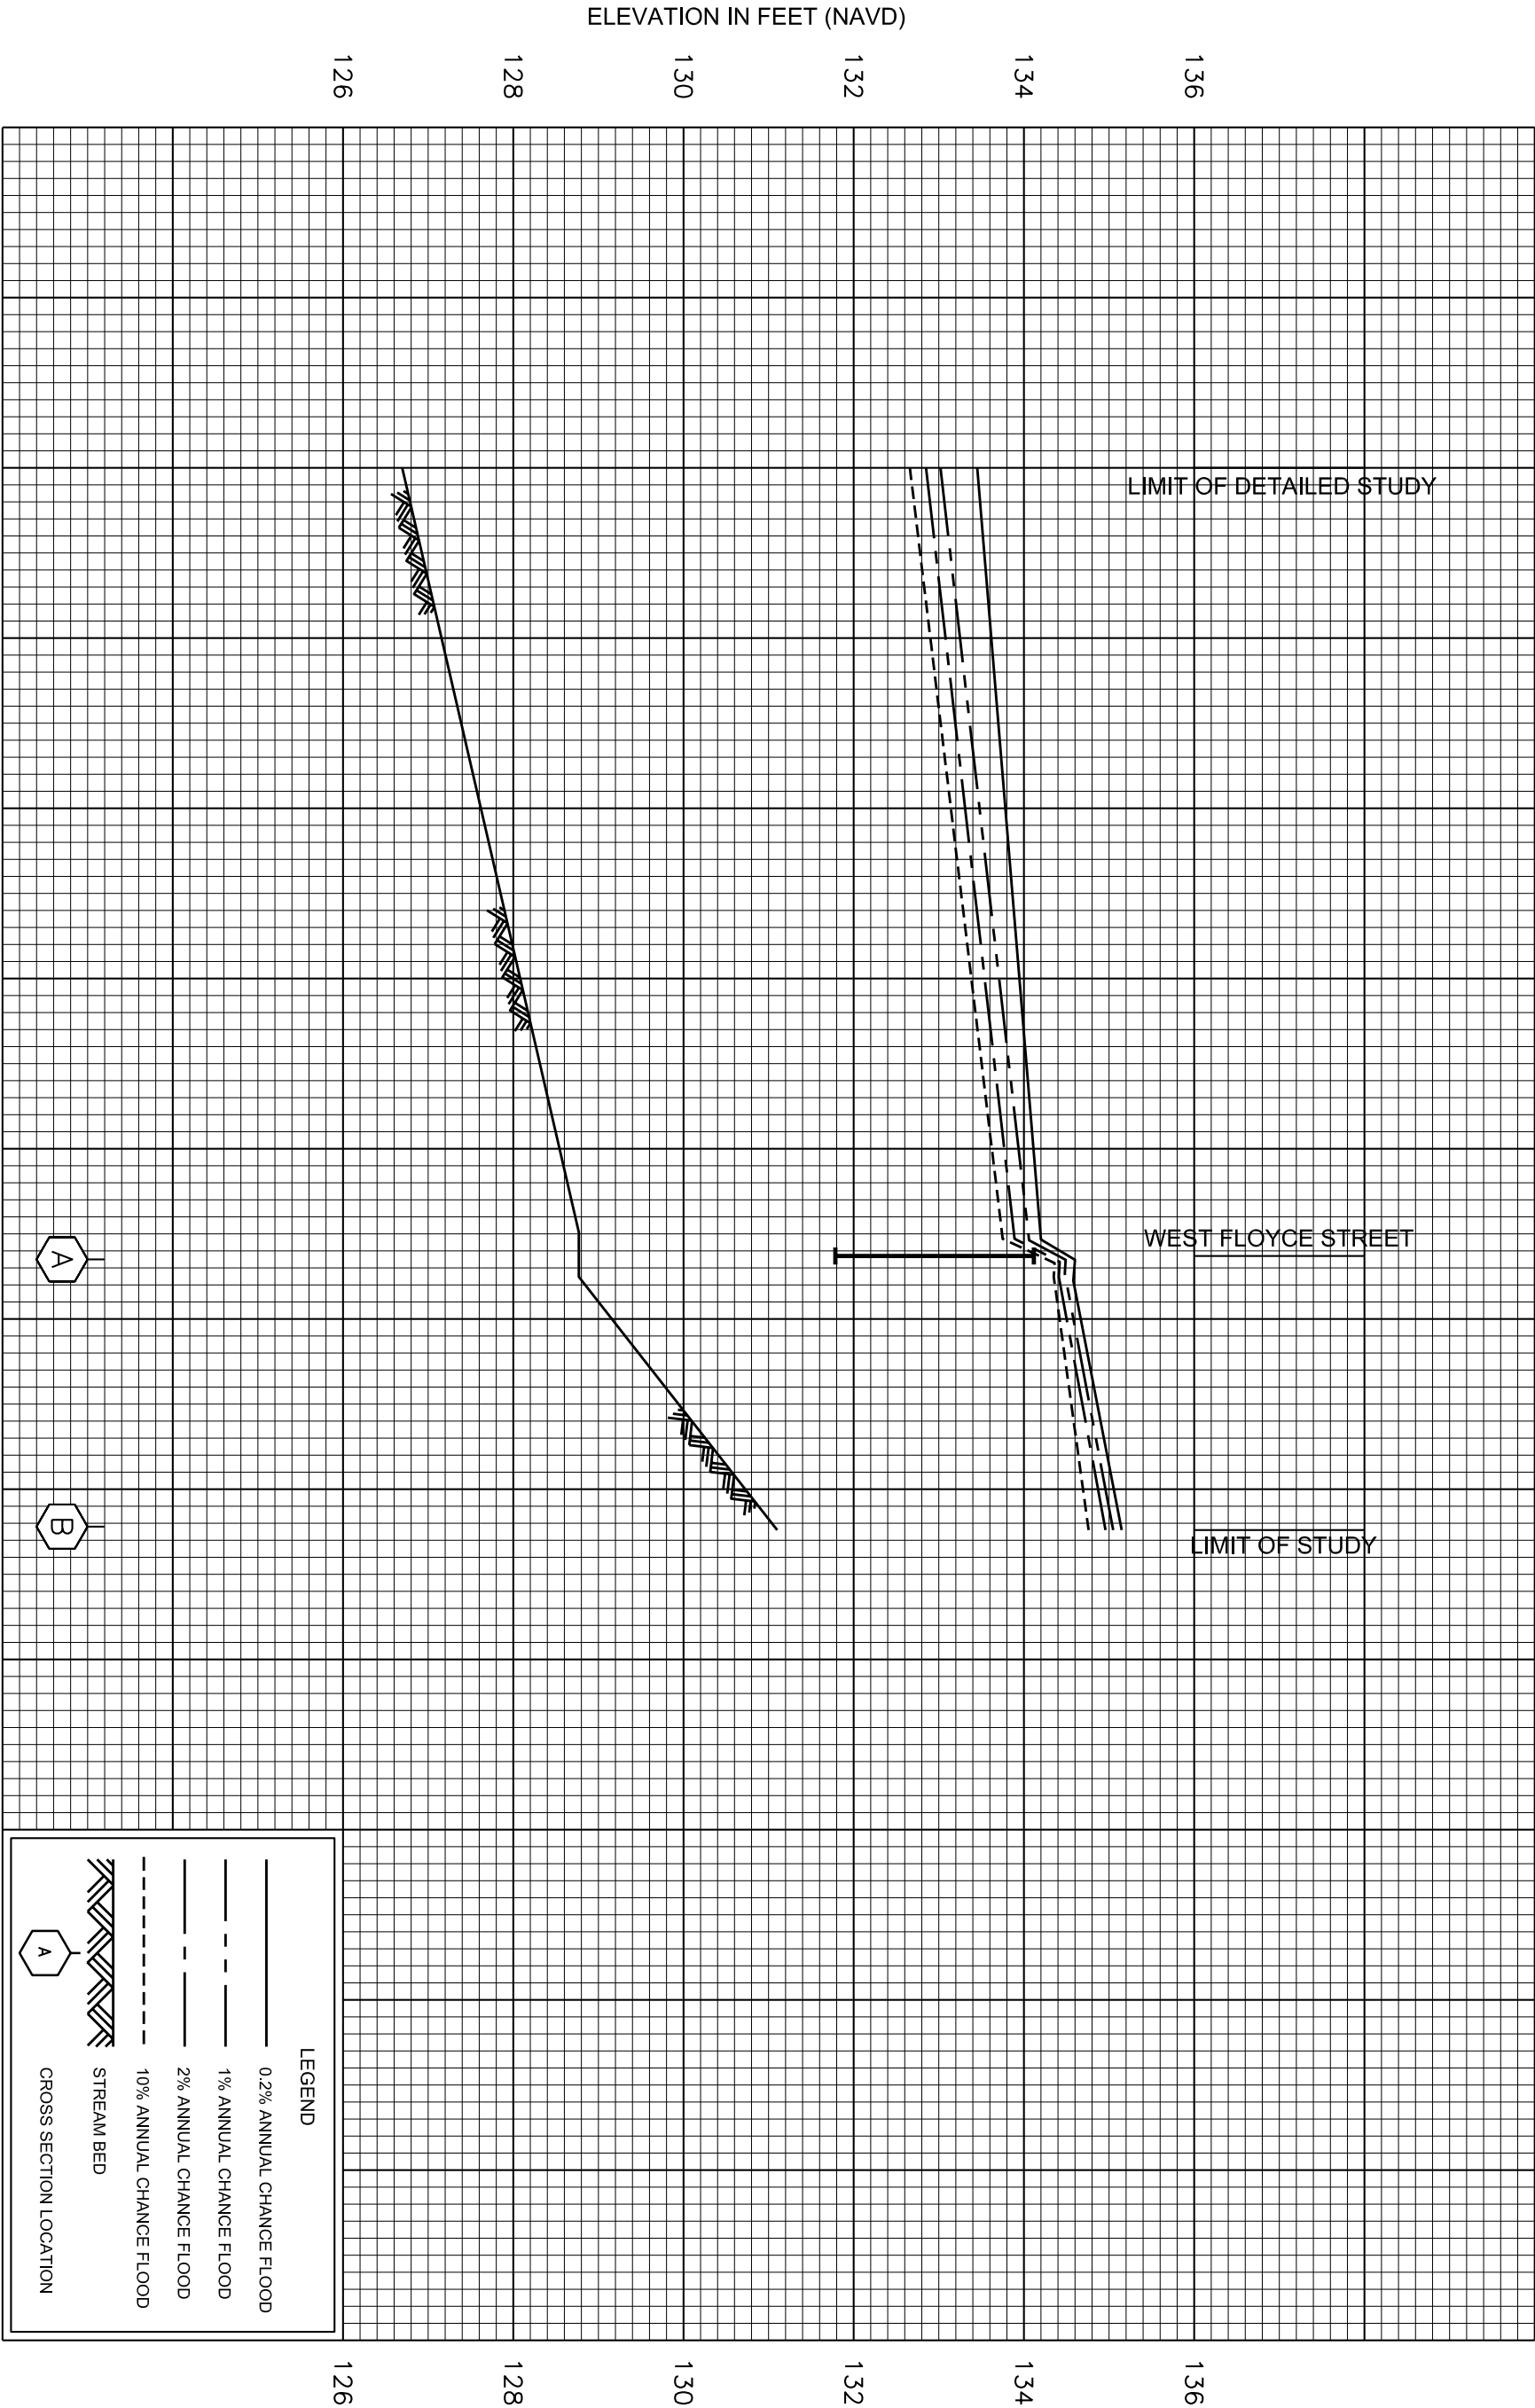 ELEVATION IN FEET (NAVD)
126
128
130
132
134
136
LIMIT OF DETAILED STUDY
WEST FLOYCE STREET
LIMIT OF STUDY
A
B
LEGEND
0.2% ANNUAL CHANCE FLOOD
1% ANNUAL CHANCE FLOOD
2% ANNUAL CHANCE FLOOD
10% ANNUAL CHANCE FLOOD
STREAM BED
A
CROSS SECTION LOCATION
126
128
130
132
134
136